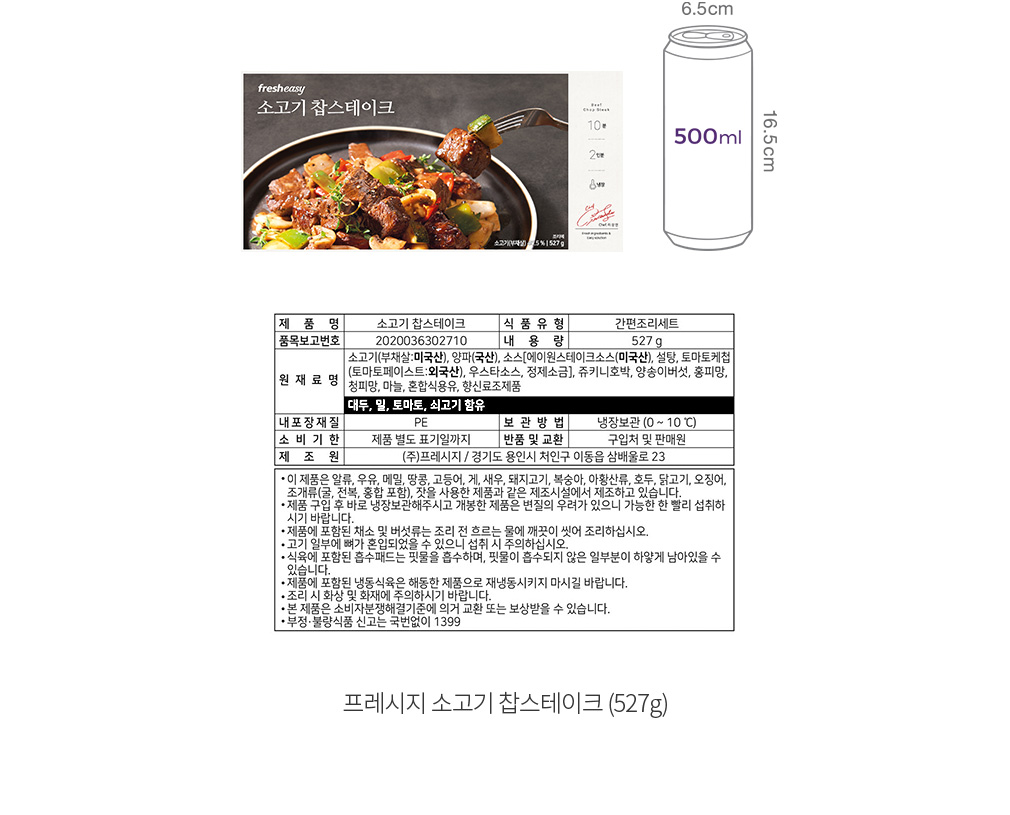 6.5cm
fresheasy
소고기 찹스테이크
Beef
Chop Steak
10분
2인분
냉장
Chef
Chef 박광현
Fresh ingredients &
Easy solution
조리예
소고기(부채살) .5 % | 527 g
500ml
16.5cm
제 품 명 소고기 찹스테이크 식 품 유 형 간편조리세트
품목보고번호 2020036302710 내 용 량 527 g
원 재 료 명 소고기(부채살:미국산), 양파(국산), 소스[에이원스테이크소스(미국산), 설탕, 토마토케첩
(토마토페이스트:외국산), 우스타소스, 정제소금], 쥬키니호박, 양송이버섯, 홍피망,
청피망, 마늘, 혼합식용유, 향신료조제품
대두, 밀, 토마토, 쇠고기 함유
내포장재질 PE 보 관 방 법 냉장보관 (0 ~ 10 ℃)
소 비 기 한 제품 별도 표기일까지 반품 및 교환 구입처 및 판매원
제 조 원 (주)프레시지 / 경기도 용인시 처인구 이동읍 삼배울로 23
• 이 제품은 알류, 우유, 메밀, 땅콩, 고등어, 게, 새우, 돼지고기, 복숭아, 아황산류, 호두, 닭고기, 오징어,
조개류(굴, 전복, 홍합 포함), 잣을 사용한 제품과 같은 제조시설에서 제조하고 있습니다.
• 제품 구입 후 바로 냉장보관해주시고 개봉한 제품은 변질의 우려가 있으니 가능한 한 빨리 섭취하
시기 바랍니다.
• 제품에 포함된 채소 및 버섯류는 조리 전 흐르는 물에 깨끗이 씻어 조리하십시오.
• 고기 일부에 뼈가 혼입되었을 수 있으니 섭취 시 주의하십시오.
• 식육에 포함된 흡수패드는 핏물을 흡수하며, 핏물이 흡수되지 않은 일부분이 하얗게 남아있을 수
있습니다.
• 제품에 포함된 냉동식육은 해동한 제품으로 재냉동시키지 마시길 바랍니다.
• 조리 시 화상 및 화재에 주의하시기 바랍니다.
• 본 제품은 소비자분쟁해결기준에 의거 교환 또는 보상받을 수 있습니다.
• 부정·불량식품 신고는 국번없이 1399
프레시지 소고기 찹스테이크 (527g)